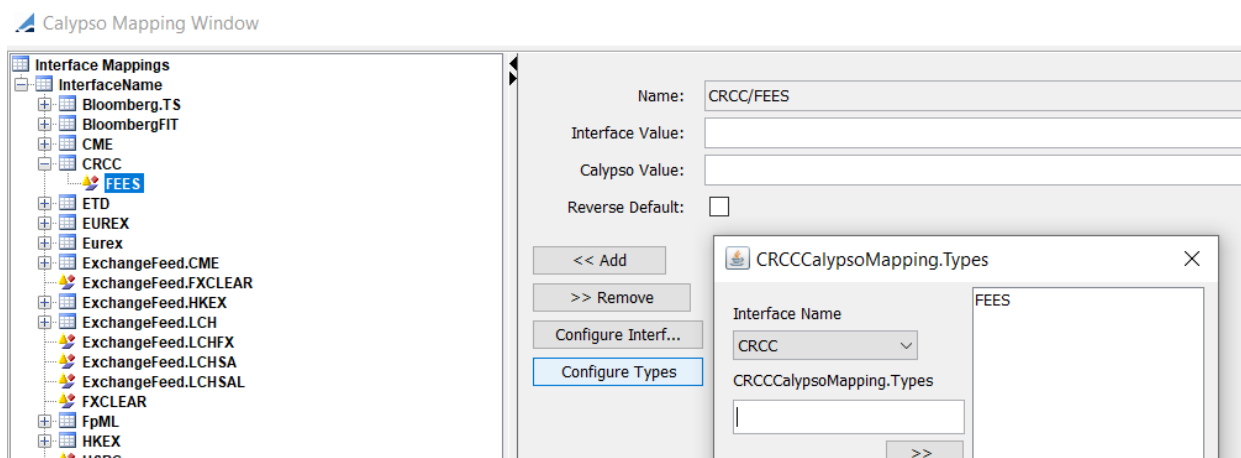 Calypso Mapping Window
Interface Mappings
InterfaceName
Bloomberg.TS
BloombergFIT
CME
CRCC
FEES
ETD
EUREX
Eurex
ExchangeFeed.CME
ExchangeFeed.FXCLEAR
ExchangeFeed.HKEX
ExchangeFeed.LCH
ExchangeFeed.LCHFX
ExchangeFeed.LCHSA
ExchangeFeed.LCHSAL
FXCLEAR
FpML
HKEX
Name: CRCC/FEES
Interface Value:
Calypso Value:
Reverse Default:
<< Add
>> Remove
Configure Interf...
Configure Types
CRCCCalypsoMapping.Types
Interface Name
CRCC
CRCCCalypsoMapping.Types
>>
FEES